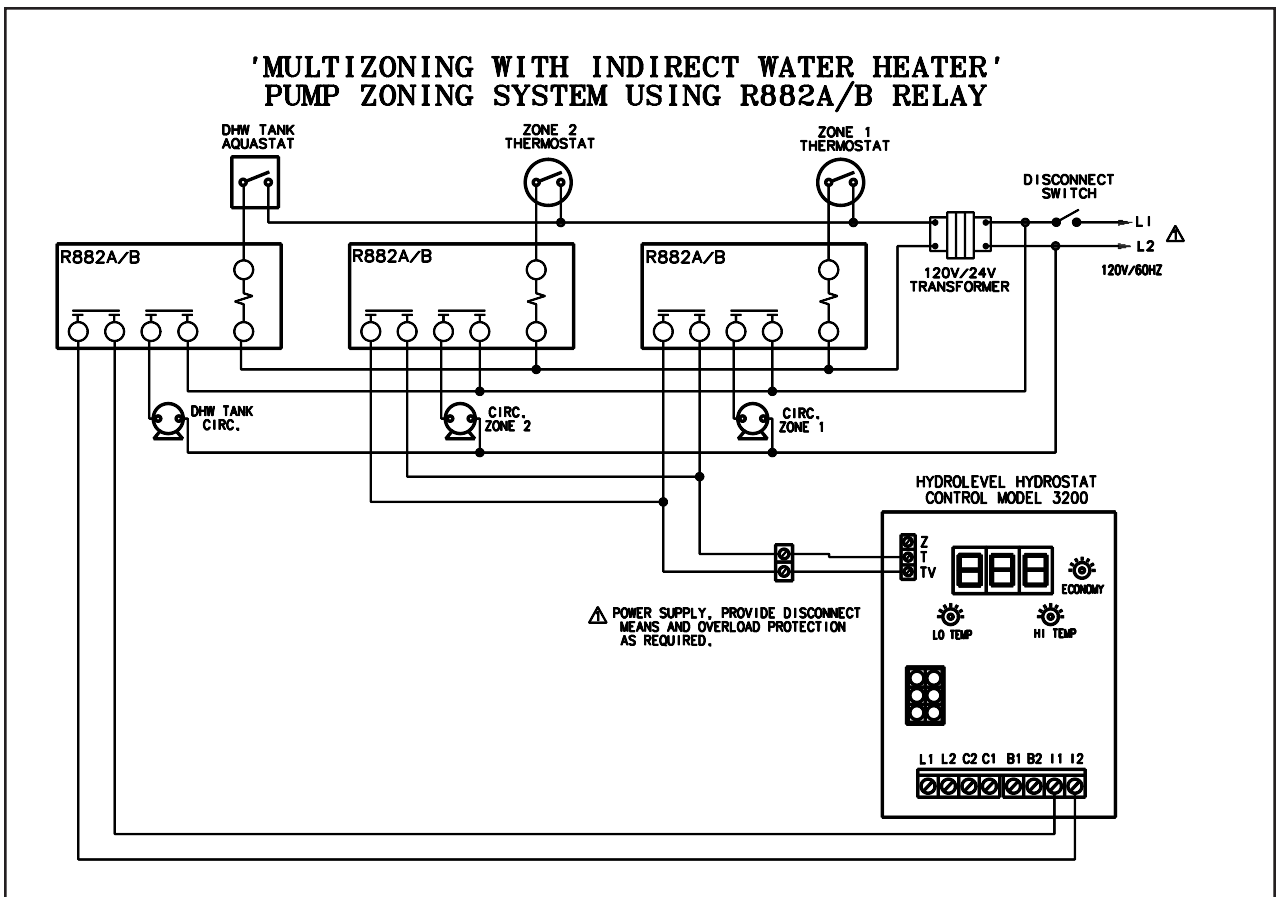 'MULTIZONING WITH INDIRECT WATER HEATER'
PUMP ZONING SYSTEM USING R882A/B RELAY
DHW TANK
AQUASTAT
ZONE 2
THERMOSTAT
ZONE 1
THERMOSTAT
DISCONNECT
SWITCH
L1
L2
120V/60HZ
120V/24V
TRANSFORMER
R882A/B
R882A/B
R882A/B
DHW TANK
CIRC.
CIRC.
ZONE 2
CIRC.
ZONE 1
HYDROLEVEL HYDROSTAT
CONTROL MODEL 3200
Z
T
TV
888
ECONOMY
LO TEMP
HI TEMP
⚠ POWER SUPPLY, PROVIDE DISCONNECT
MEANS AND OVERLOAD PROTECTION
AS REQUIRED.
L1 L2 C2 C1 B1 B2 I1 I2